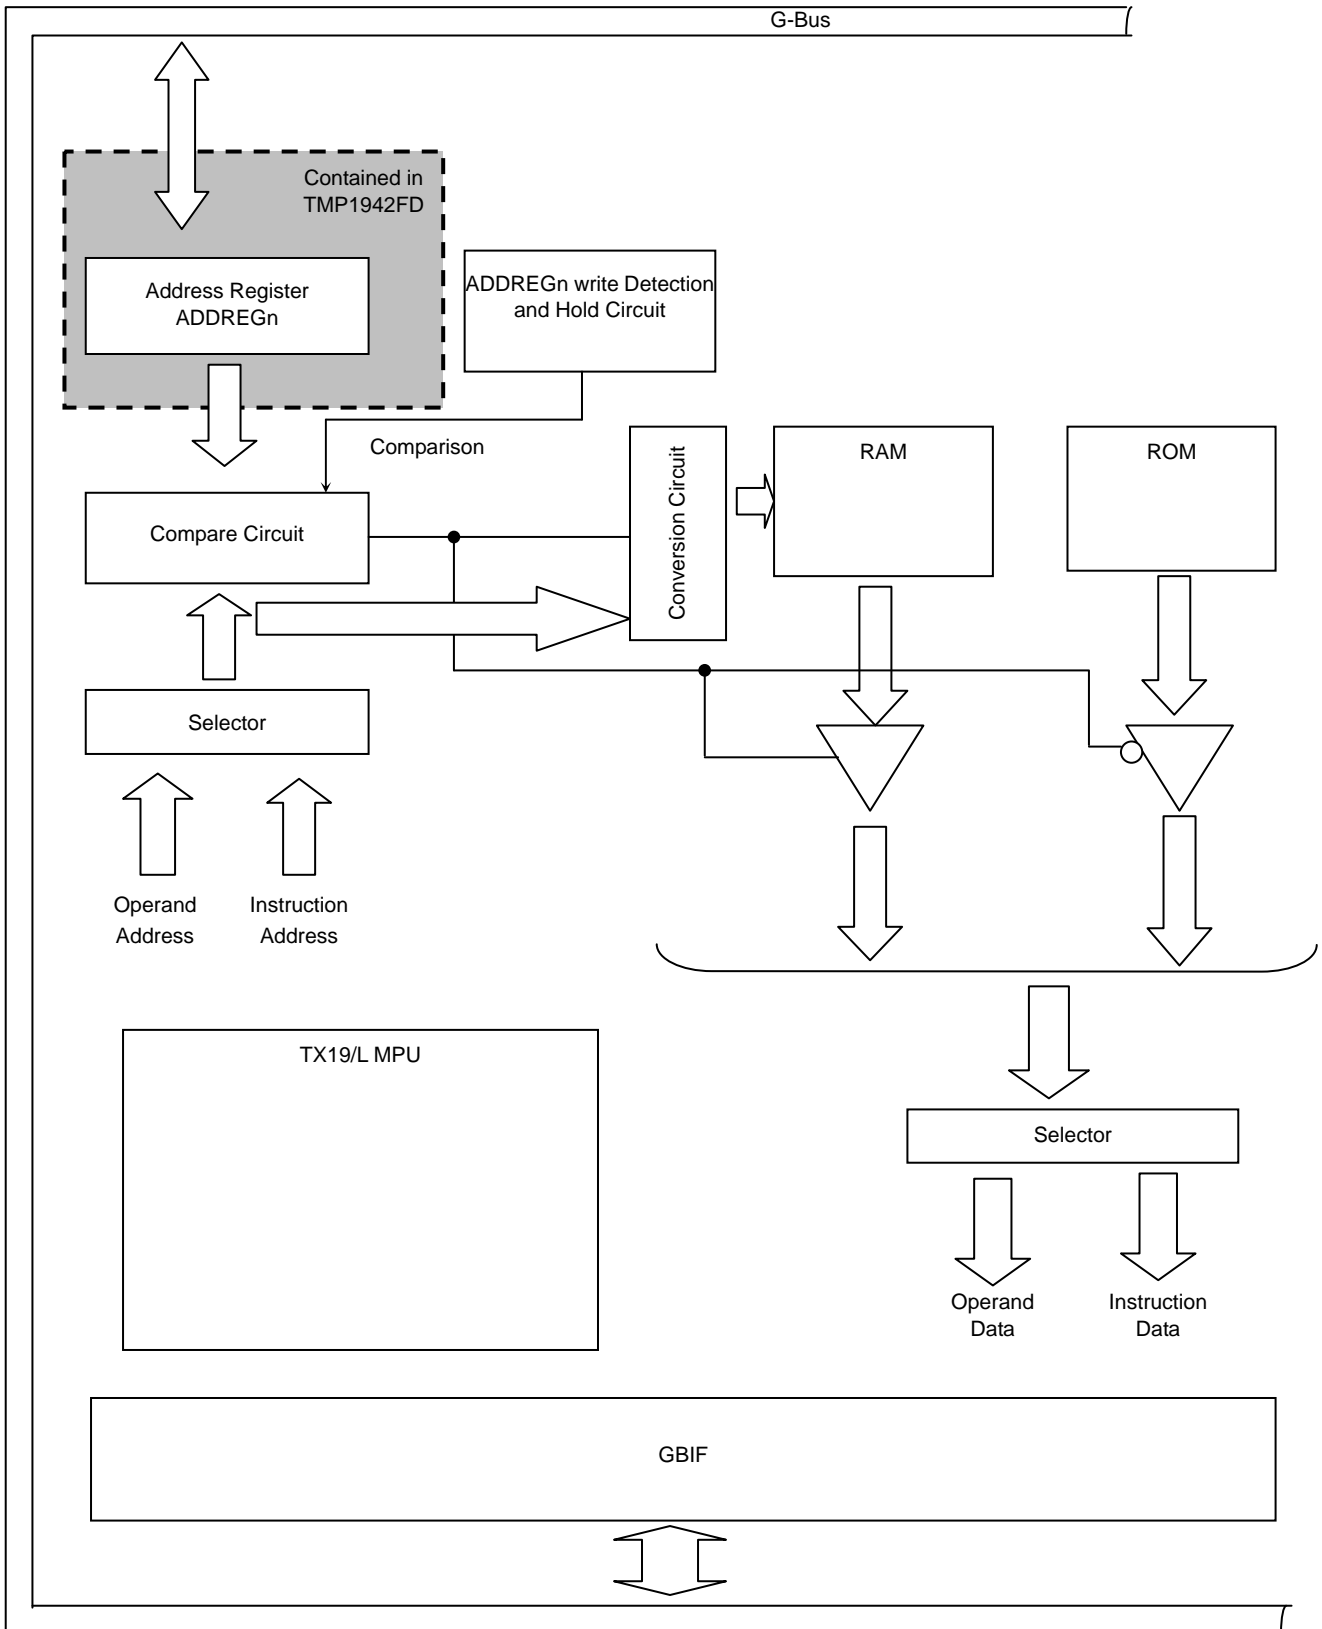 G-Bus
Contained in
TMP1942FD
Address Register
ADDREGn
ADDREGn write Detection
and Hold Circuit
Comparison
Conversion Circuit
RAM
ROM
Compare Circuit
Selector
Operand
Address
Instruction
Address
TX19/L MPU
Selector
Operand
Data
Instruction
Data
GBIF